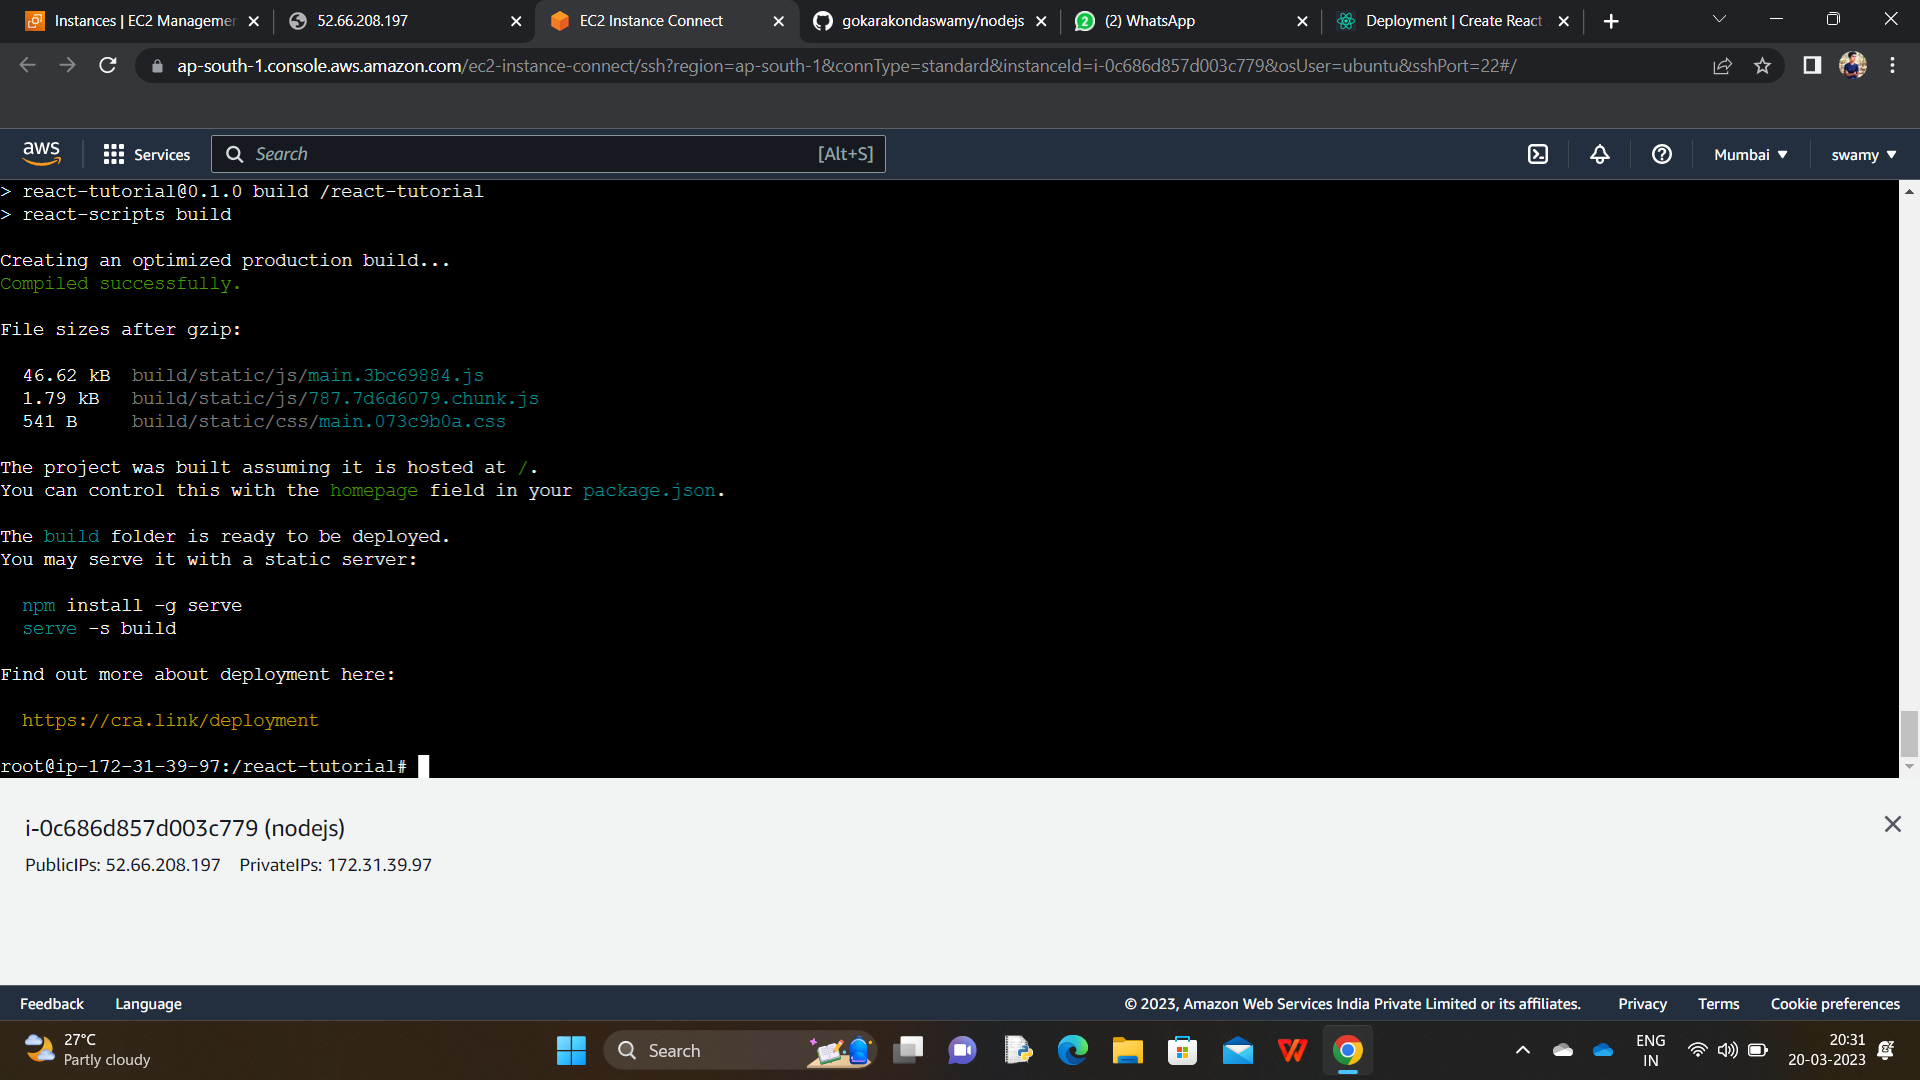 Instances | EC2 Managemen
52.66.208.197
EC2 Instance Connect
gokarakondaswamy/nodejs
(2) WhatsApp
Deployment | Create React
ap-south-1.console.aws.amazon.com/ec2-instance-connect/ssh?region=ap-south-1&connType=standard&instanceId=i-0c686d857d003c779&osUser=ubuntu&sshPort=22#/
aws
Services
Search
[Alt+S]
Mumbai
swamy
> react-tutorial@0.1.0 build /react-tutorial
> react-scripts build
Creating an optimized production build...
Compiled successfully.
File sizes after gzip:
46.62 kB build/static/js/main.3bc69884.js
1.79 kB build/static/js/787.7d6d6079.chunk.js
541 B build/static/css/main.073c9b0a.css
The project was built assuming it is hosted at /.
You can control this with the homepage field in your package.json.
The build folder is ready to be deployed.
You may serve it with a static server:
npm install -g serve
serve -s build
Find out more about deployment here:
https://cra.link/deployment
root@ip-172-31-39-97:/react-tutorial#
i-0c686d857d003c779 (nodejs)
PublicIPs: 52.66.208.197 PrivateIPs: 172.31.39.97
Feedback
Language
© 2023, Amazon Web Services India Private Limited or its affiliates.
Privacy
Terms
Cookie preferences
27°C
Partly cloudy
Search
ENG
IN
20:31
20-03-2023